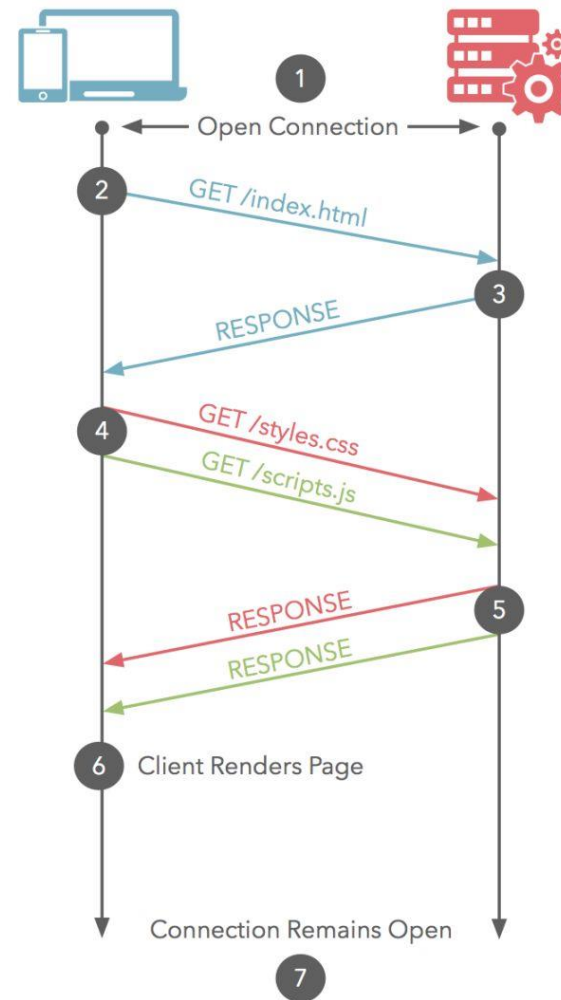 1
Open Connection
2
GET /index.html
3
RESPONSE
4
GET /styles.css
GET /scripts.js
5
RESPONSE
RESPONSE
6 Client Renders Page
Connection Remains Open
7